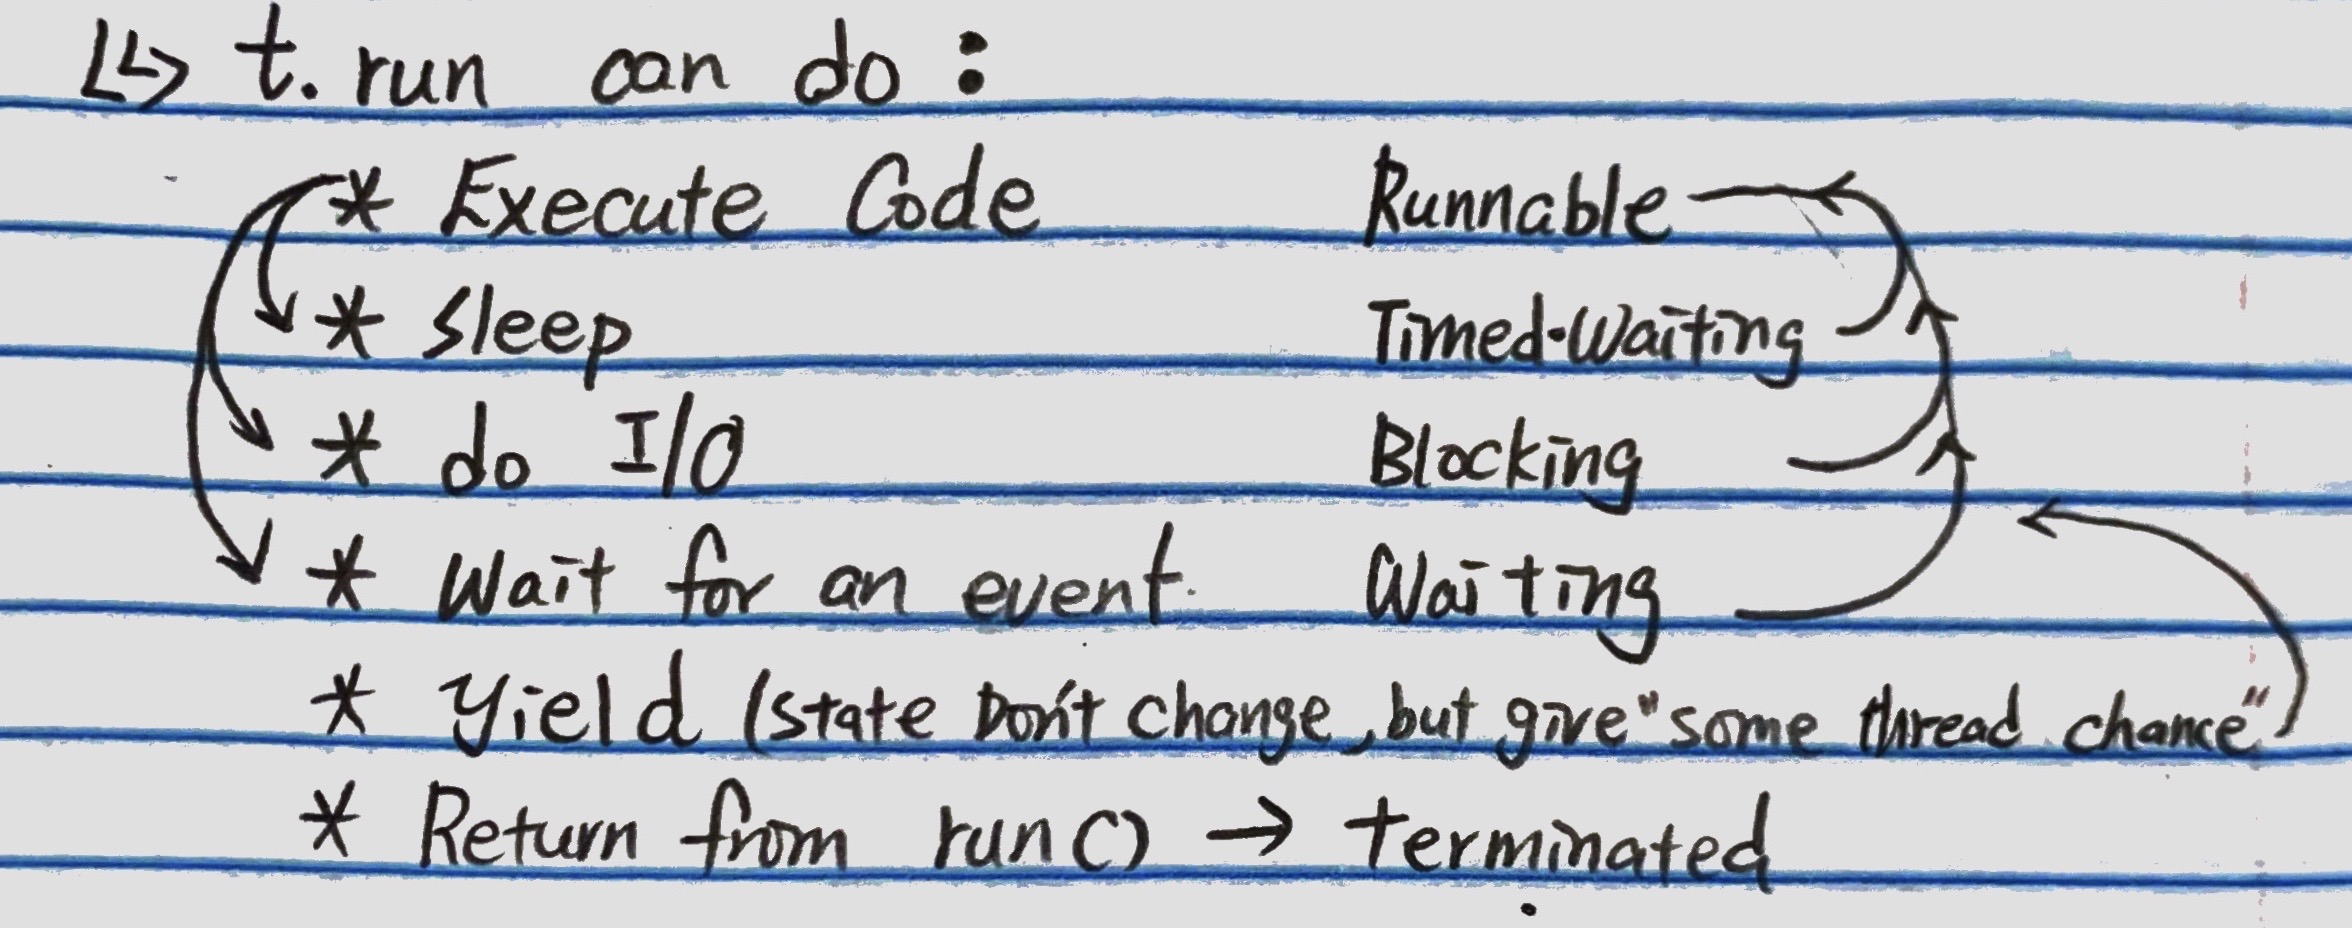 ↳ t.run can do:
* Execute Code Runnable
* Sleep Timed-Waiting
* do I/O Blocking
* Wait for an event. Waiting
* Yield (state Don't change, but give "some thread chance")
* Return from run() → terminated